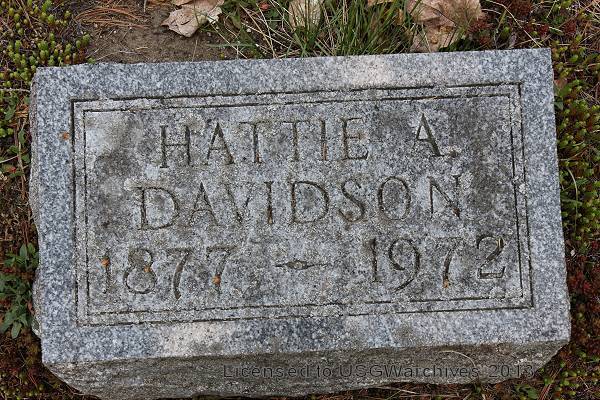 HATTIE A.
DAVIDSON
1877 - 1972
Licensed to USGWarchives 2013